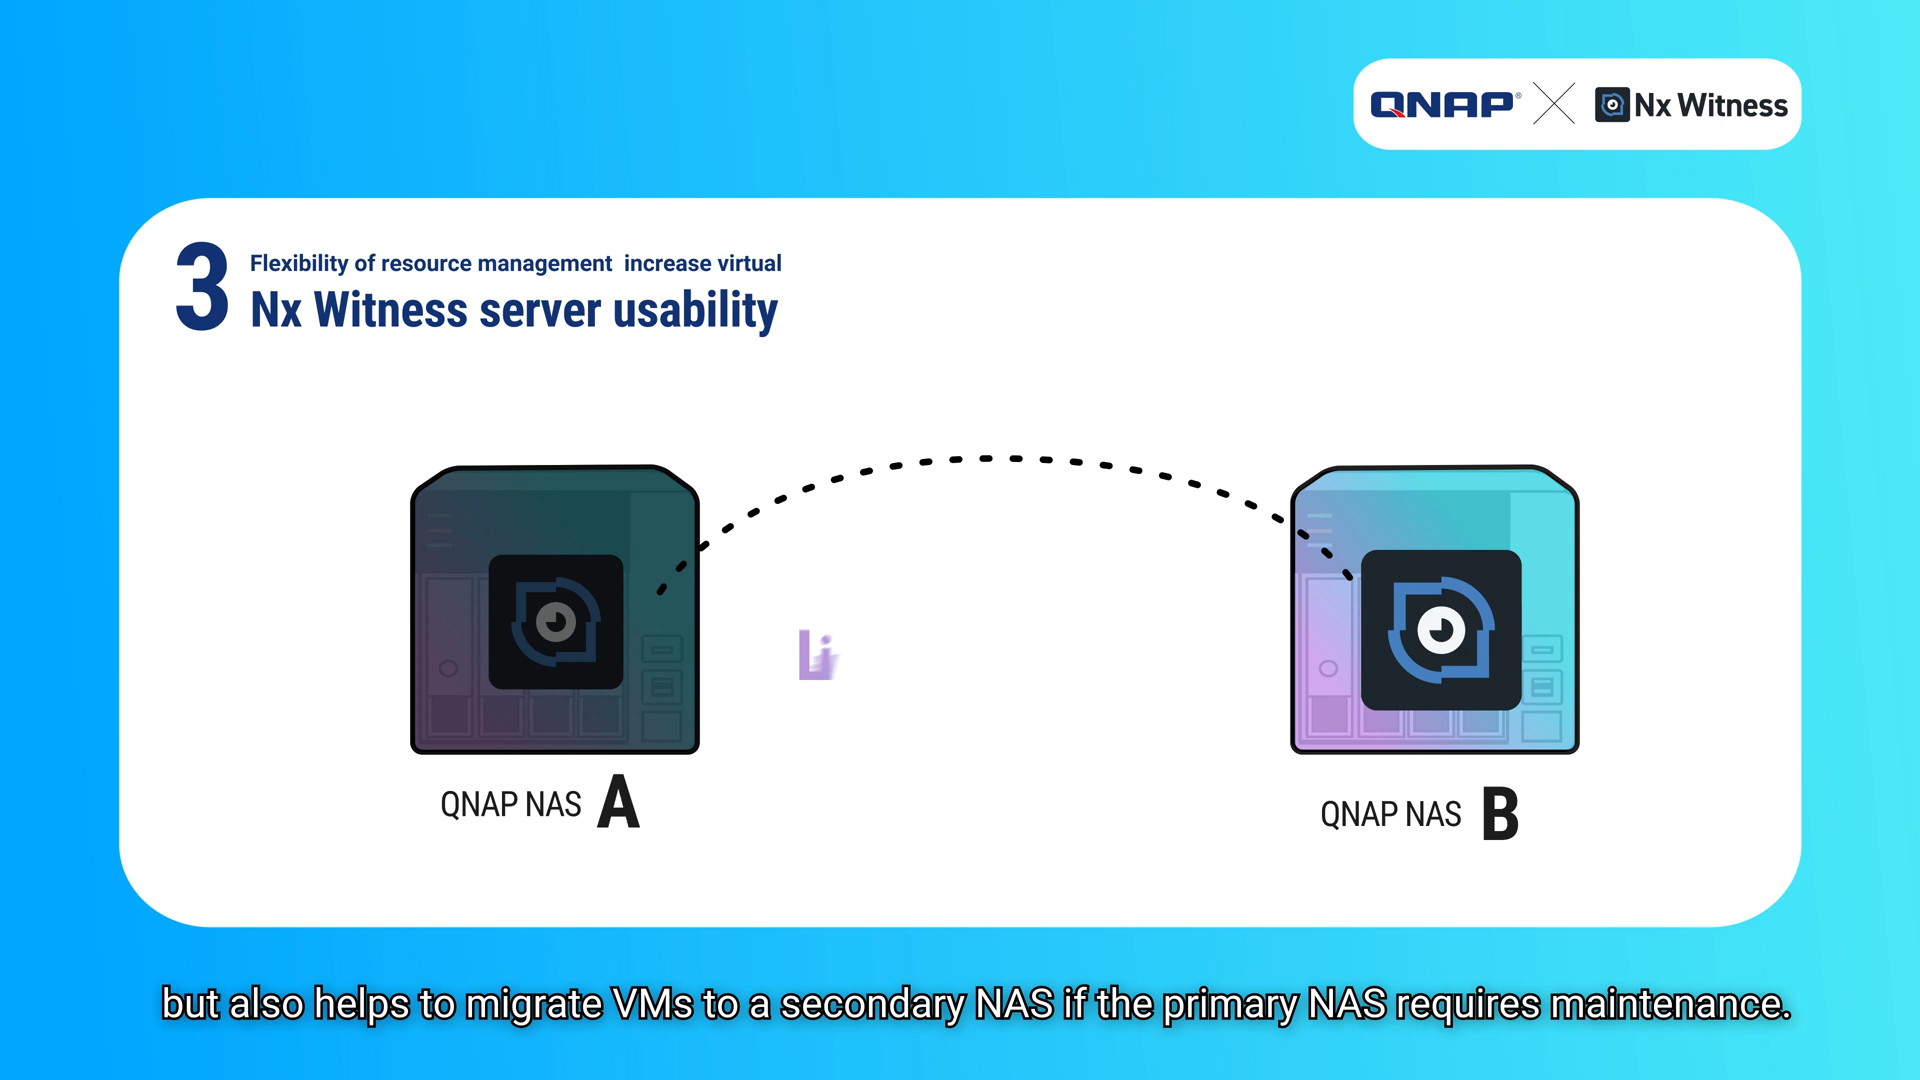 QNAP® Nx Witness
3
Flexibility of resource management increase virtual
Nx Witness server usability
Li
QNAP NAS A
QNAP NAS B
but also helps to migrate VMs to a secondary NAS if the primary NAS requires maintenance.